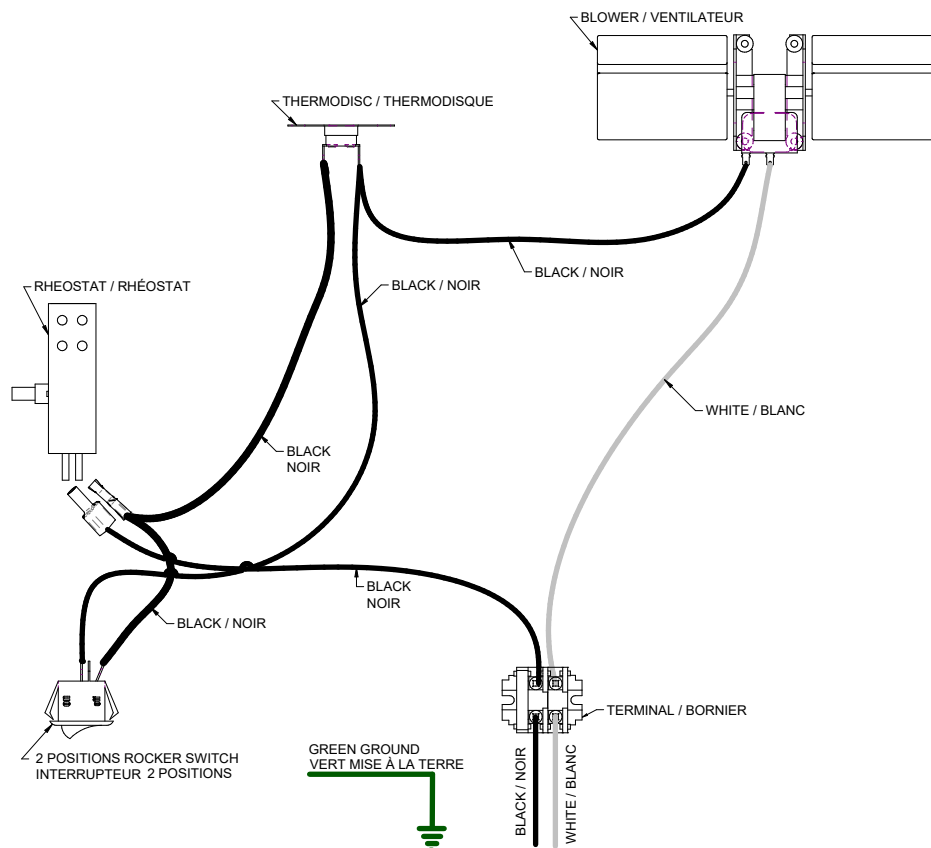 BLOWER / VENTILATEUR
THERMODISC / THERMODISQUE
BLACK / NOIR
BLACK / NOIR
RHEOSTAT / RHÉOSTAT
WHITE / BLANC
BLACK
NOIR
BLACK
NOIR
BLACK / NOIR
TERMINAL / BORNIER
2 POSITIONS ROCKER SWITCH
INTERRUPTEUR 2 POSITIONS
GREEN GROUND
VERT MISE À LA TERRE
BLACK / NOIR
WHITE / BLANC